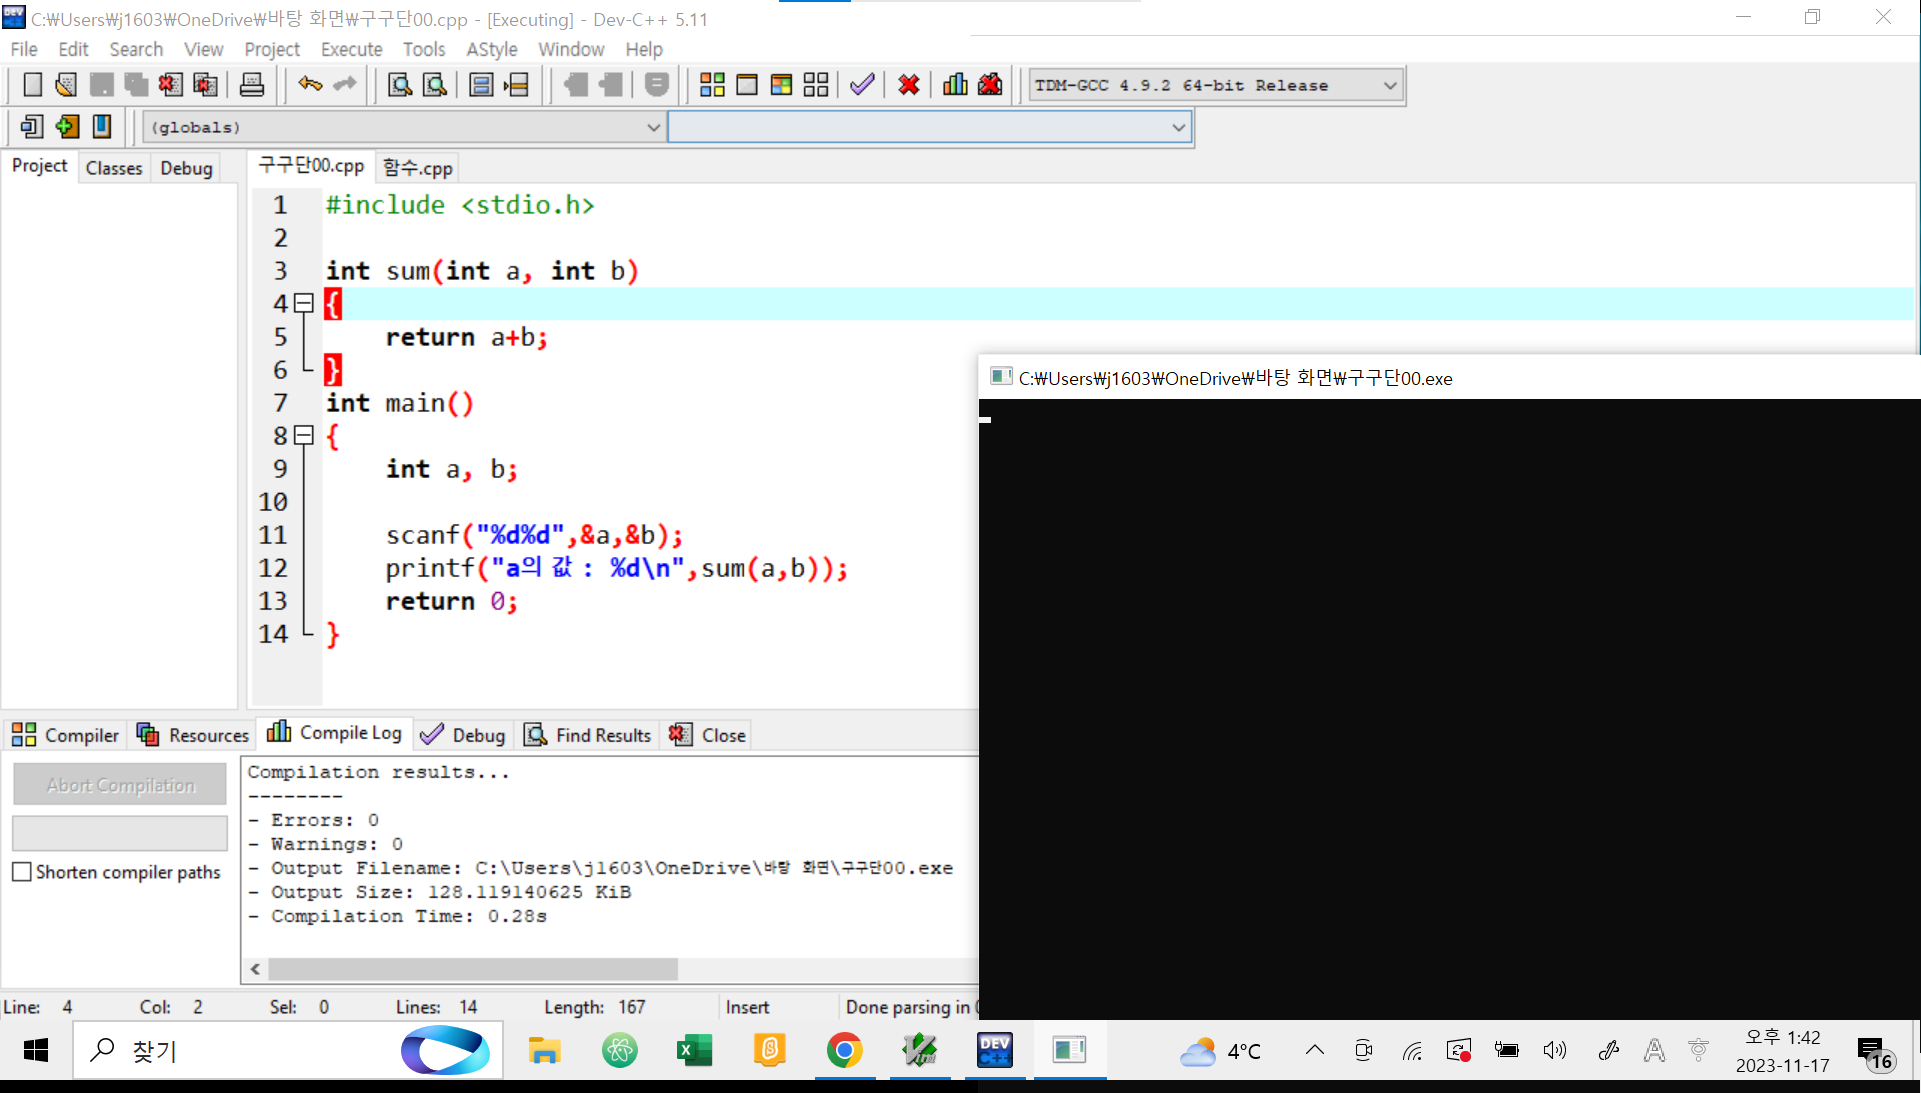 C:₩Users₩j1603₩OneDrive₩바탕 화면₩구구단00.cpp - [Executing] - Dev-C++ 5.11
File Edit Search View Project Execute Tools AStyle Window Help
TDM-GCC 4.9.2 64-bit Release
(globals)
Project Classes Debug 구구단00.cpp 함수.cpp
1 #include <stdio.h>
2
3 int sum(int a, int b)
4 {
5 return a+b;
6 }
7 int main()
8 {
9 int a, b;
10
11 scanf("%d%d",&a,&b);
12 printf("a의 값 : %d\n",sum(a,b));
13 return 0;
14 }
C:₩Users₩j1603₩OneDrive₩바탕 화면₩구구단00.exe
Compiler Resources Compile Log Debug Find Results Close
Abort Compilation
Shorten compiler paths
Compilation results...
--------
- Errors: 0
- Warnings: 0
- Output Filename: C:\Users\j1603\OneDrive\바탕 화면\구구단00.exe
- Output Size: 128.119140625 KiB
- Compilation Time: 0.28s
Line: 4 Col: 2 Sel: 0 Lines: 14 Length: 167 Insert Done parsing in
찾기
4°C
A
오후 1:42
2023-11-17
16